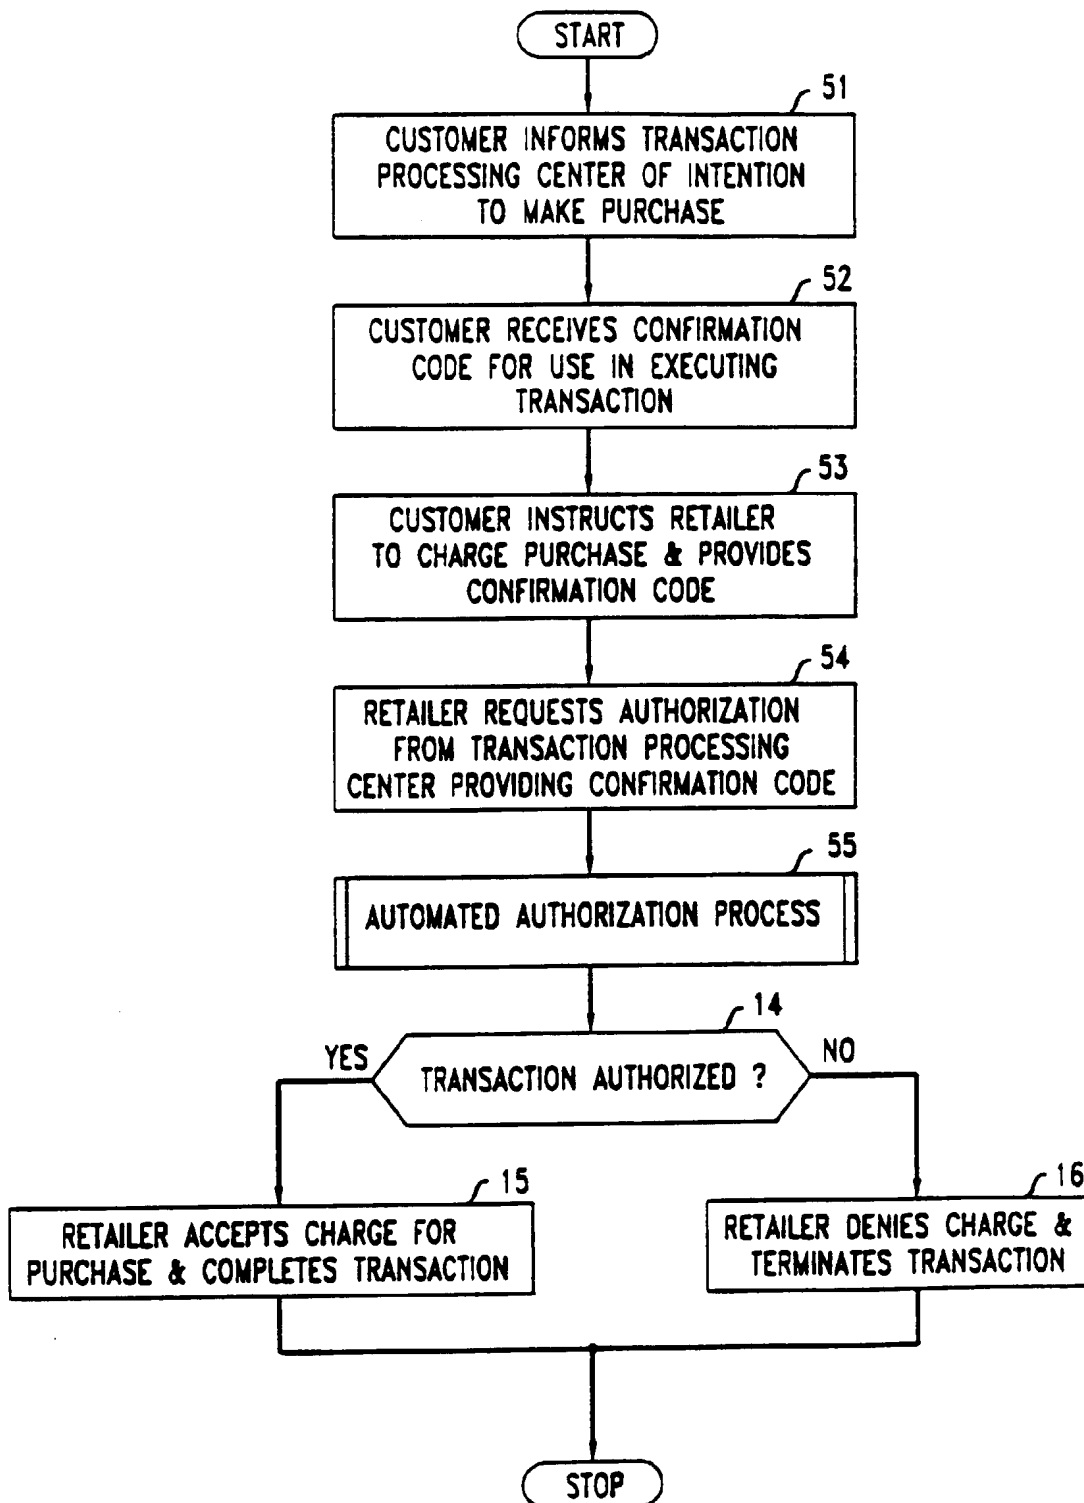 START
51
CUSTOMER INFORMS TRANSACTION
PROCESSING CENTER OF INTENTION
TO MAKE PURCHASE
52
CUSTOMER RECEIVES CONFIRMATION
CODE FOR USE IN EXECUTING
TRANSACTION
53
CUSTOMER INSTRUCTS RETAILER
TO CHARGE PURCHASE & PROVIDES
CONFIRMATION CODE
54
RETAILER REQUESTS AUTHORIZATION
FROM TRANSACTION PROCESSING
CENTER PROVIDING CONFIRMATION CODE
55
AUTOMATED AUTHORIZATION PROCESS
14
YES
TRANSACTION AUTHORIZED ?
NO
15
RETAILER ACCEPTS CHARGE FOR
PURCHASE & COMPLETES TRANSACTION
16
RETAILER DENIES CHARGE &
TERMINATES TRANSACTION
STOP